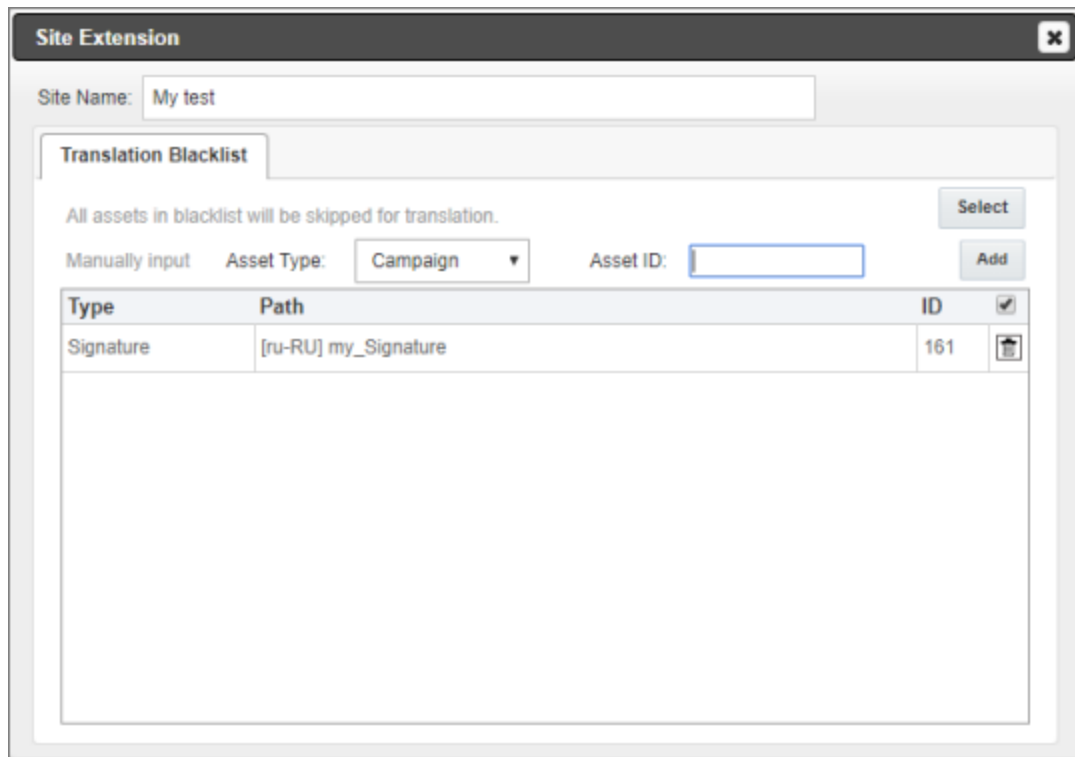 Site Extension
Site Name: My test
Translation Blacklist
All assets in blacklist will be skipped for translation. Select
Manually input Asset Type: Campaign Asset ID: Add
Type Path ID
Signature [ru-RU] my_Signature 161